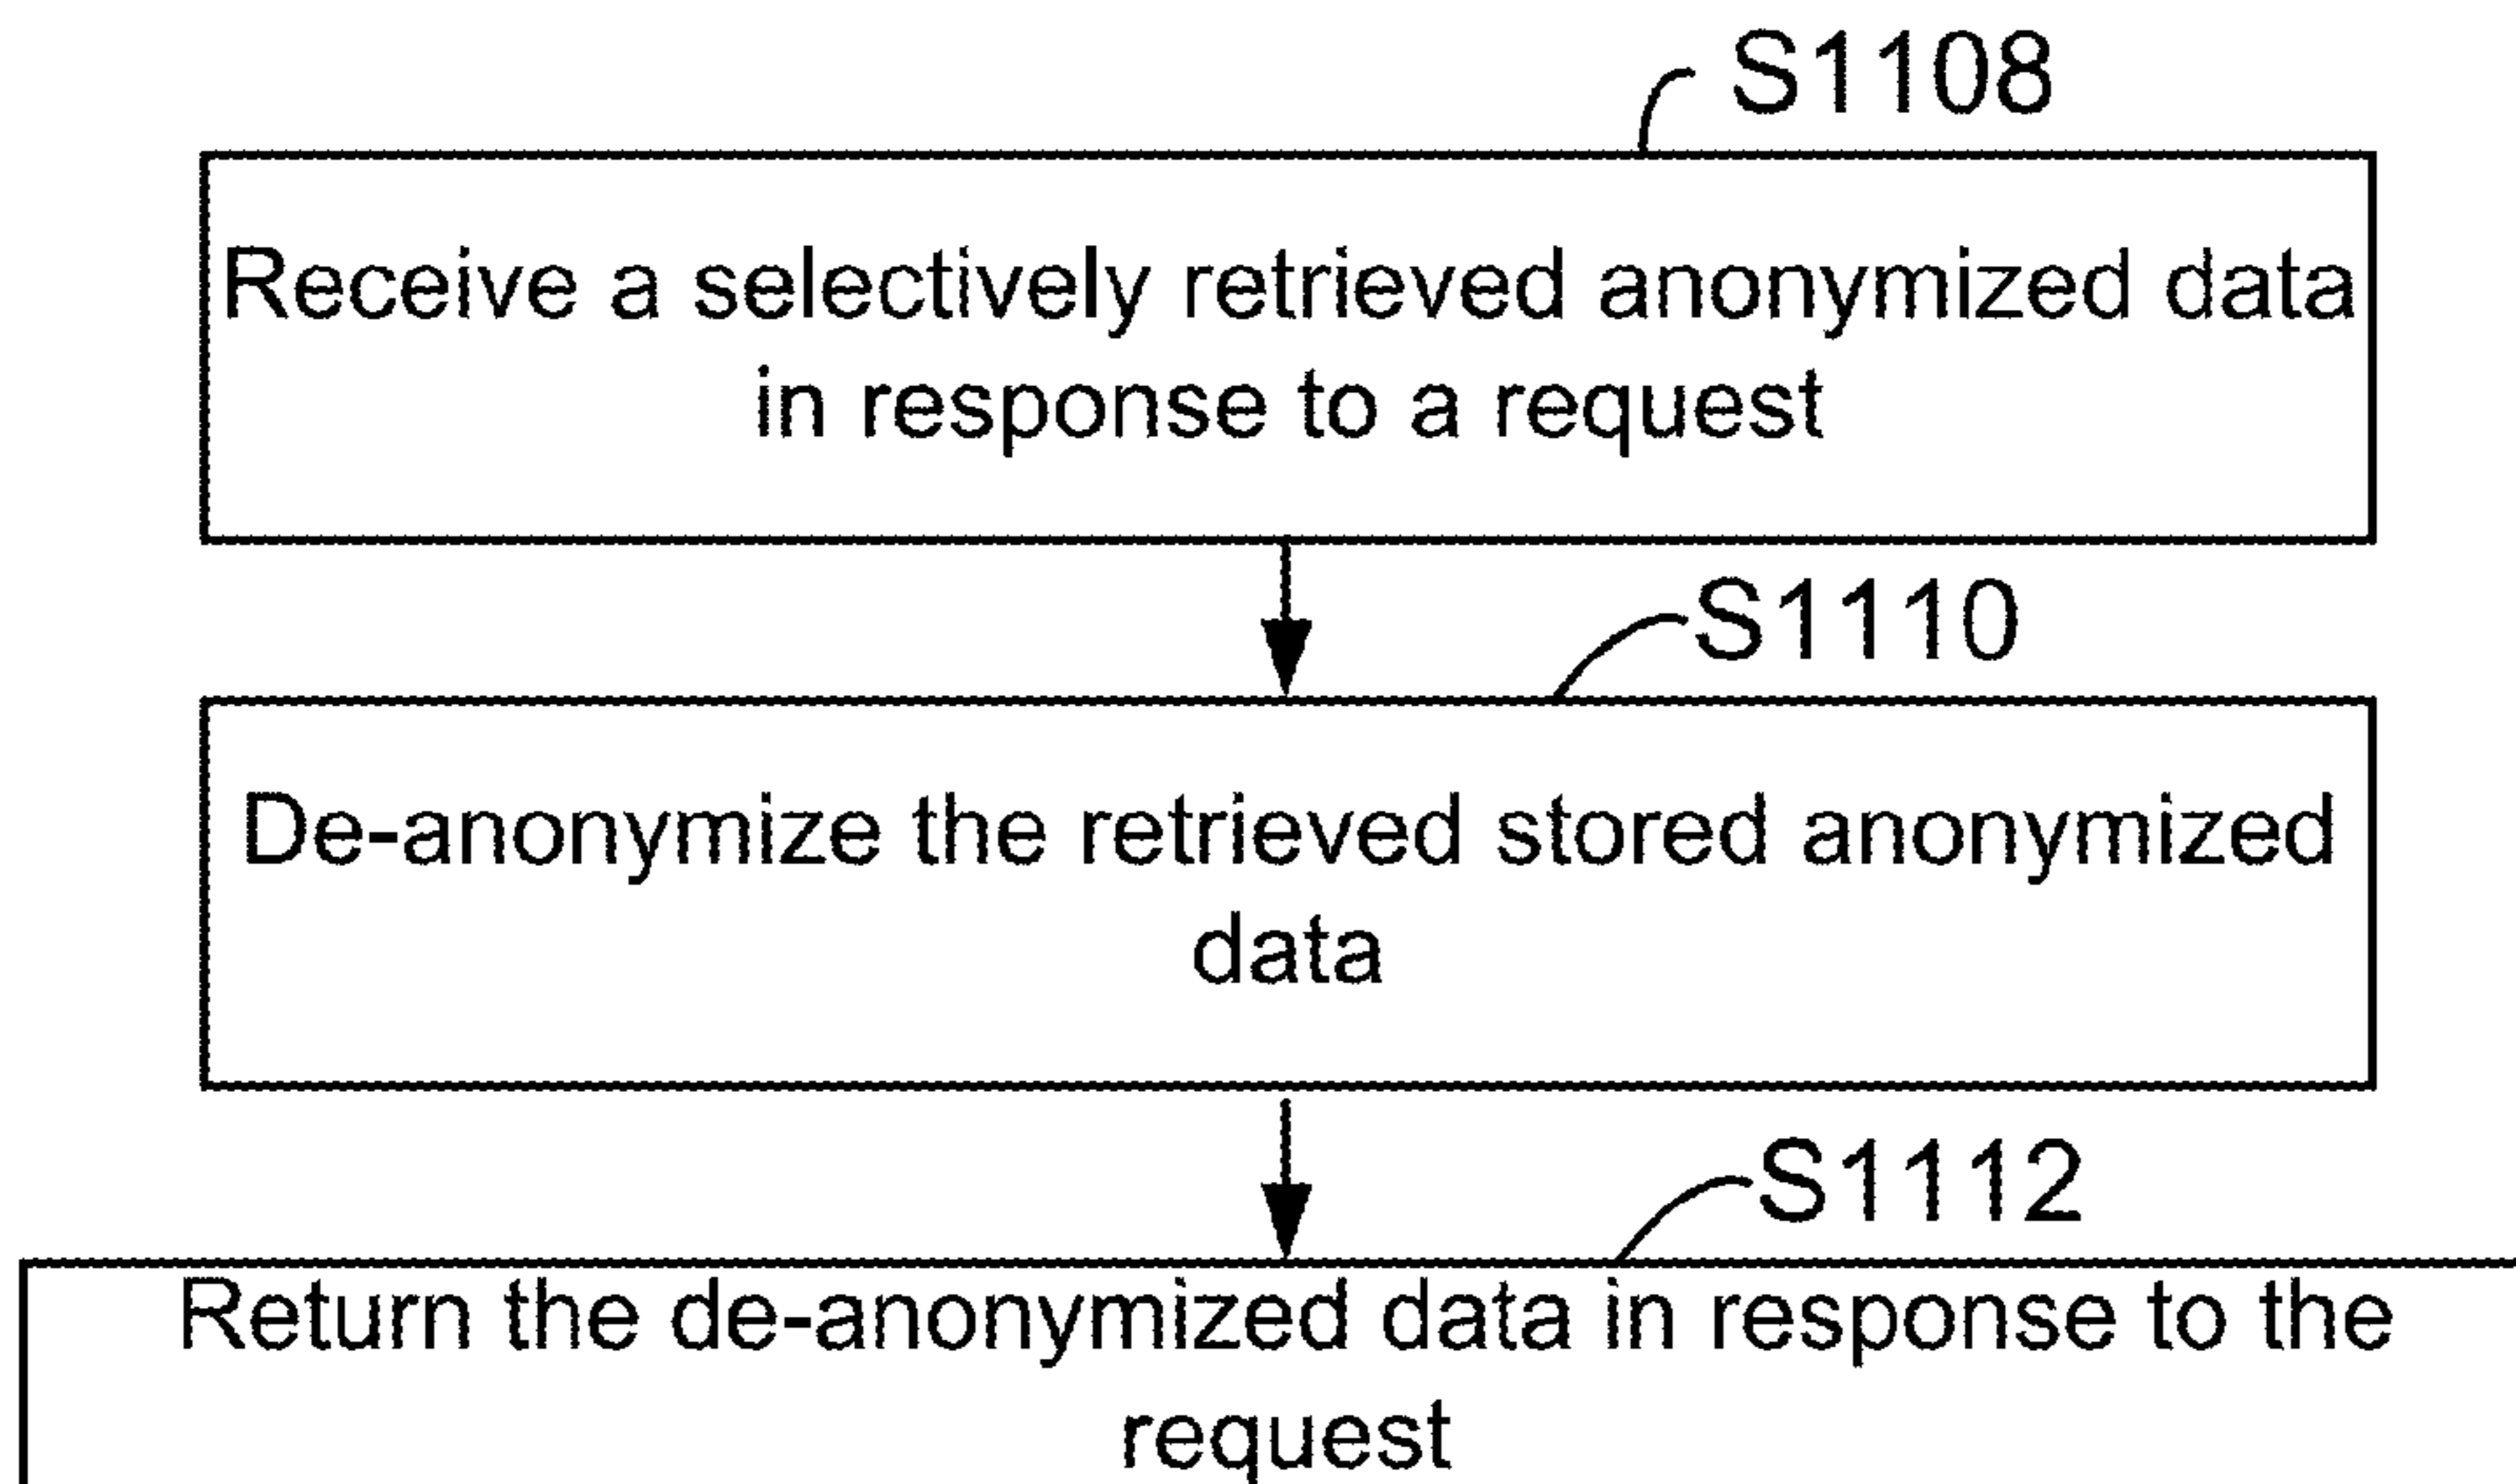 S1108
Receive a selectively retrieved anonymized data
in response to a request
S1110
De-anonymize the retrieved stored anonymized
data
S1112
Return the de-anonymized data in response to the
request